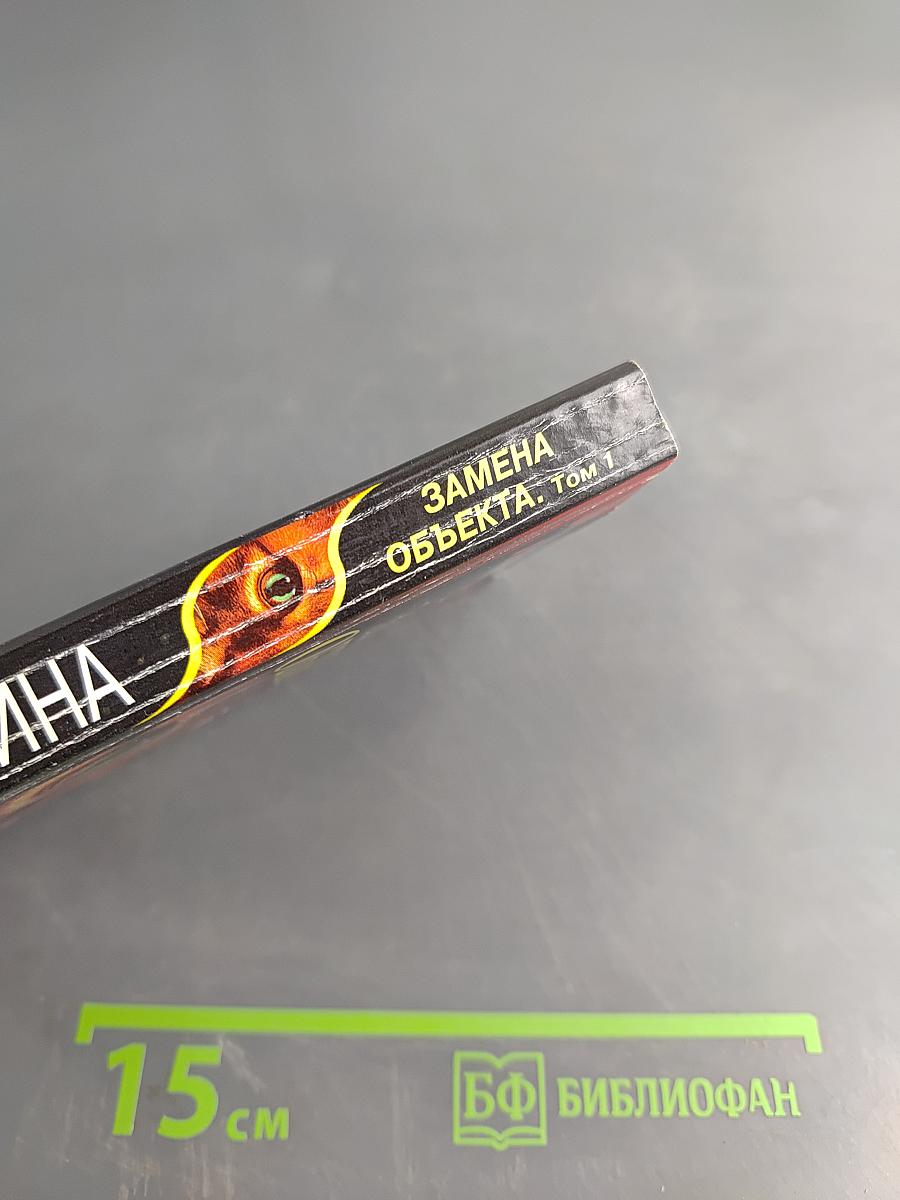 ЗАМЕНА
ОБЪЕКТА. Том 1
ИНА
15 см
БФ БИБЛИОФАН